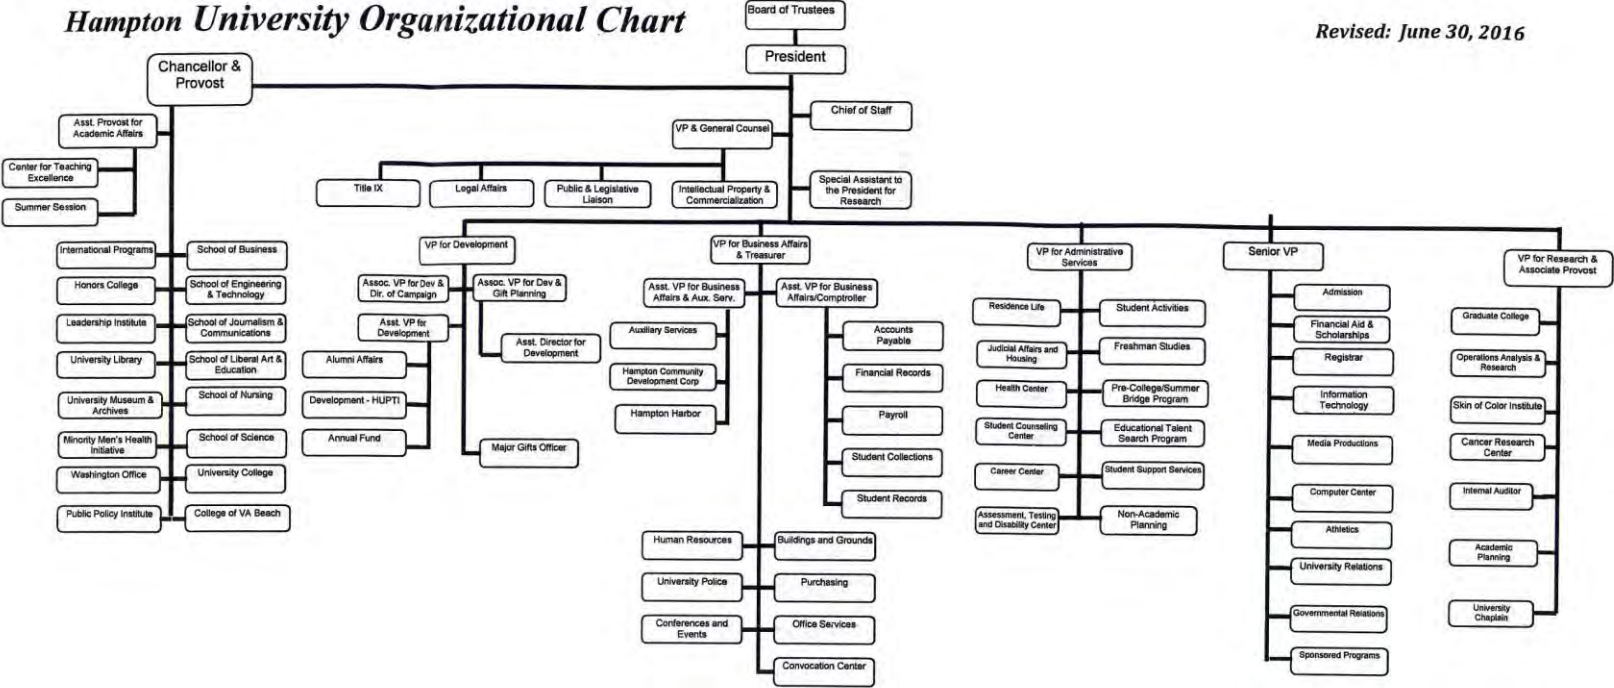 Hampton University Organizational Chart
Revised: June 30, 2016
Board of Trustees
President
Chancellor &
Provost
Chief of Staff
VP & General Counsel
Special Assistant to
the President for
Research
Title IX
Legal Affairs
Public & Legislative
Liaison
Intellectual Property &
Commercialization
Asst. Provost for
Academic Affairs
Center for Teaching
Excellence
Summer Session
International Programs
School of Business
Honors College
School of Engineering
& Technology
Leadership Institute
School of Journalism &
Communications
University Library
School of Liberal Art &
Education
University Museum &
Archives
School of Nursing
Minority Men's Health
Initiative
School of Science
Washington Office
University College
Public Policy Institute
College of VA Beach
VP for Development
Assoc. VP for Dev &
Dir. of Campaign
Assoc. VP for Dev &
Gift Planning
Asst. VP for
Development
Asst. Director for
Development
Alumni Affairs
Development - HUPTI
Annual Fund
Major Gifts Officer
VP for Business Affairs
& Treasurer
Asst. VP for Business
Affairs & Aux. Serv.
Asst. VP for Business
Affairs/Comptroller
Auxiliary Services
Hampton Community
Development Corp
Hampton Harbor
Accounts
Payable
Financial Records
Payroll
Student Collections
Student Records
Human Resources
Buildings and Grounds
University Police
Purchasing
Conferences and
Events
Office Services
Convocation Center
VP for Administrative
Services
Residence Life
Student Activities
Judicial Affairs and
Housing
Freshman Studies
Health Center
Pre-College/Summer
Bridge Program
Student Counseling
Center
Educational Talent
Search Program
Career Center
Student Support Services
Assessment, Testing
and Disability Center
Non-Academic
Planning
Senior VP
Admission
Financial Aid &
Scholarships
Registrar
Information
Technology
Media Productions
Computer Center
Athletics
University Relations
Governmental Relations
Sponsored Programs
VP for Research &
Associate Provost
Graduate College
Operations Analysis &
Research
Skin of Color Institute
Cancer Research
Center
Internal Auditor
Academic
Planning
University
Chaplain